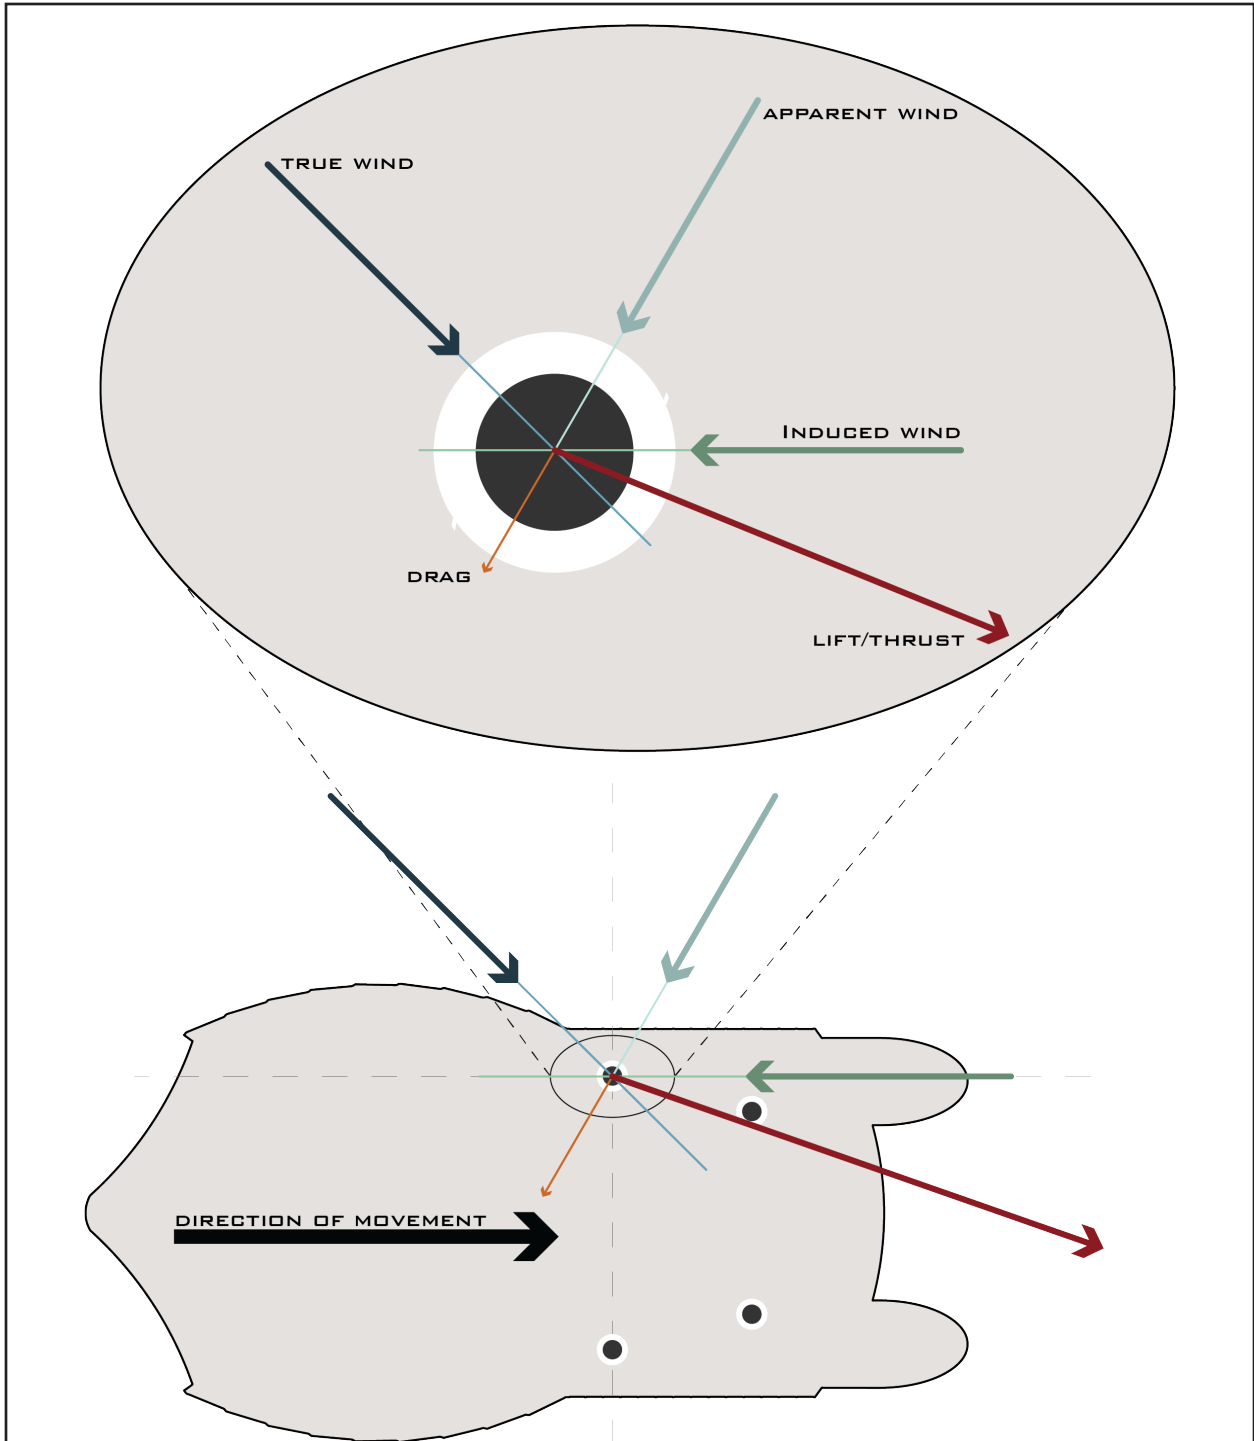 APPARENT WIND
TRUE WIND
INDUCED WIND
DRAG
LIFT/THRUST
DIRECTION OF MOVEMENT